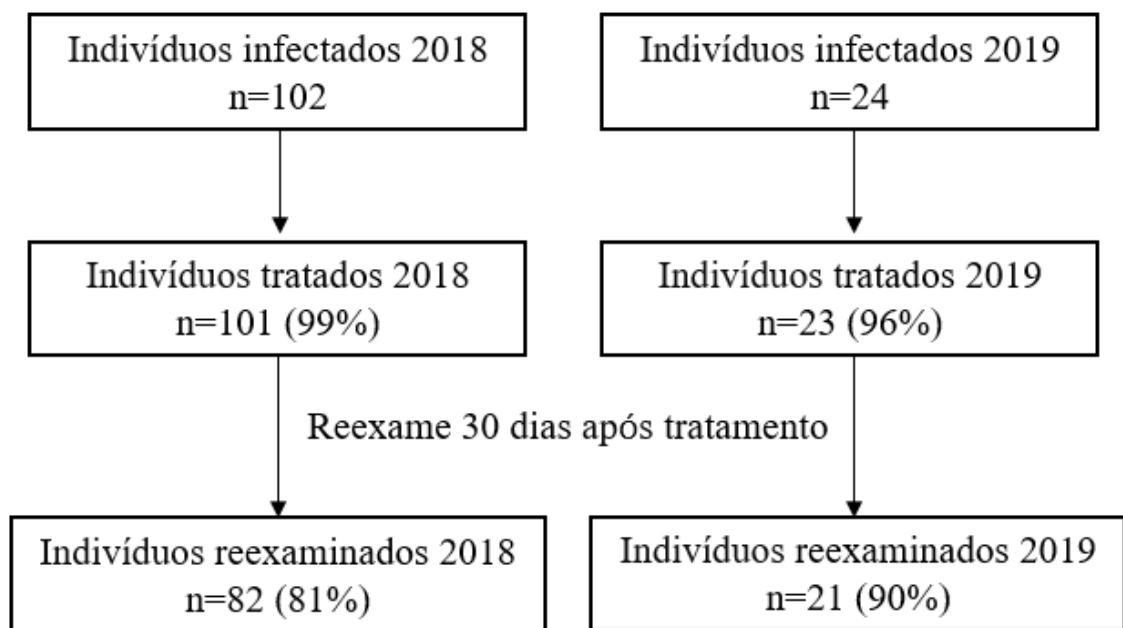 Indivíduos infectados 2018
n=102
Indivíduos infectados 2019
n=24
Indivíduos tratados 2018
n=101 (99%)
Indivíduos tratados 2019
n=23 (96%)
Reexame 30 dias após tratamento
Indivíduos reexaminados 2018
n=82 (81%)
Indivíduos reexaminados 2019
n=21 (90%)